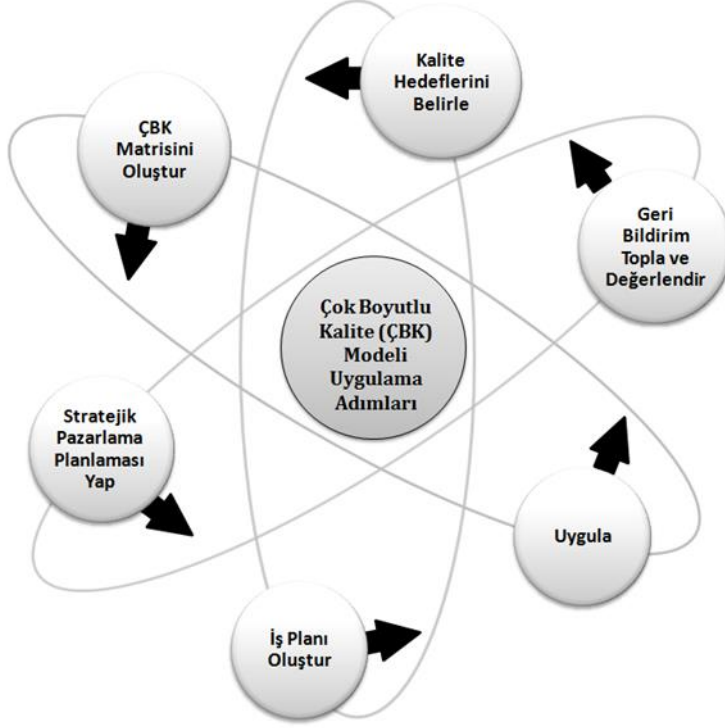 Kalite
Hedeflerini
Belirle
ÇBK
Matrisini
Oluştur
Geri
Bildirim
Topla ve
Değerlendir
Çok Boyutlu
Kalite (ÇBK)
Modeli
Uygulama
Adımları
Stratejik
Pazarlama
Planlaması
Yap
Uygula
İş Planı
Oluştur